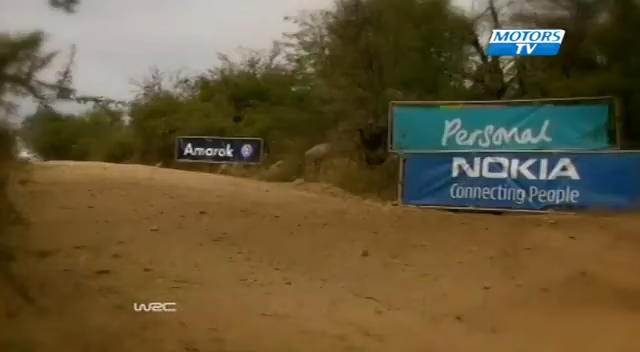 MOTORS
TV
Personal
NOKIA
Connecting People
Amarok
WRC